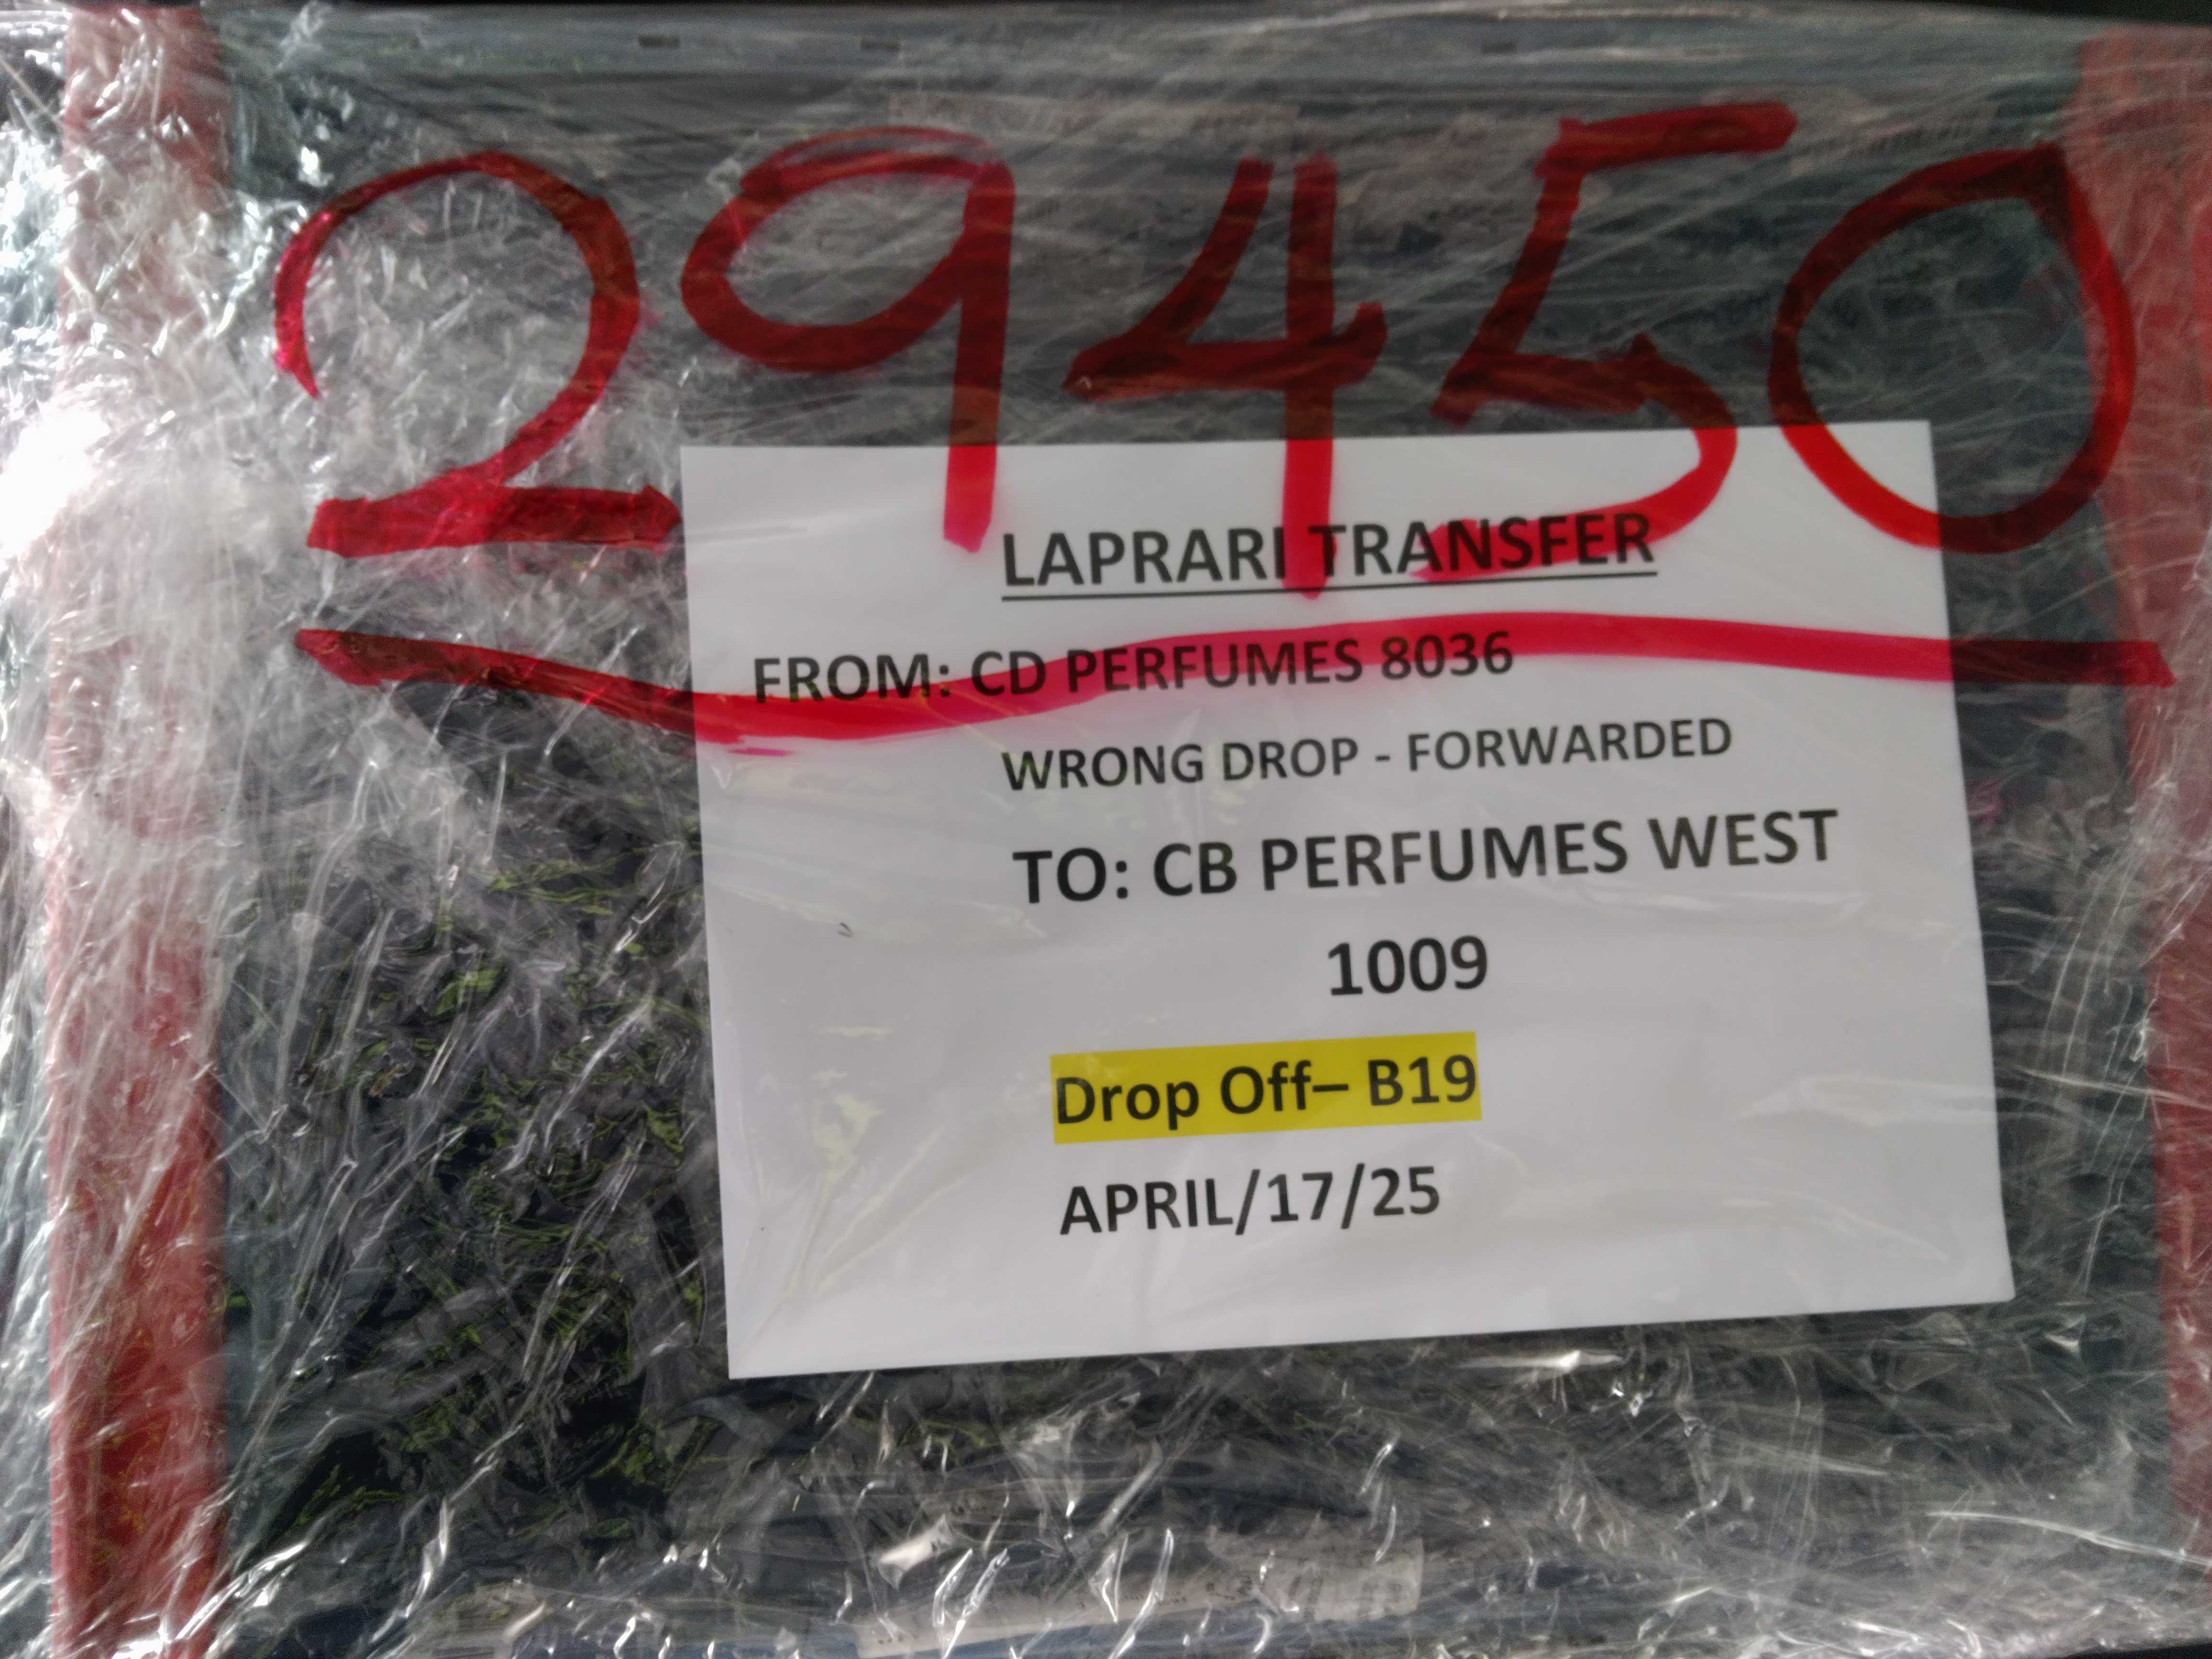 29450
LAPRARI TRANSFER
FROM: CD PERFUMES 8036
WRONG DROP - FORWARDED
TO: CB PERFUMES WEST
1009
Drop Off– B19
APRIL/17/25